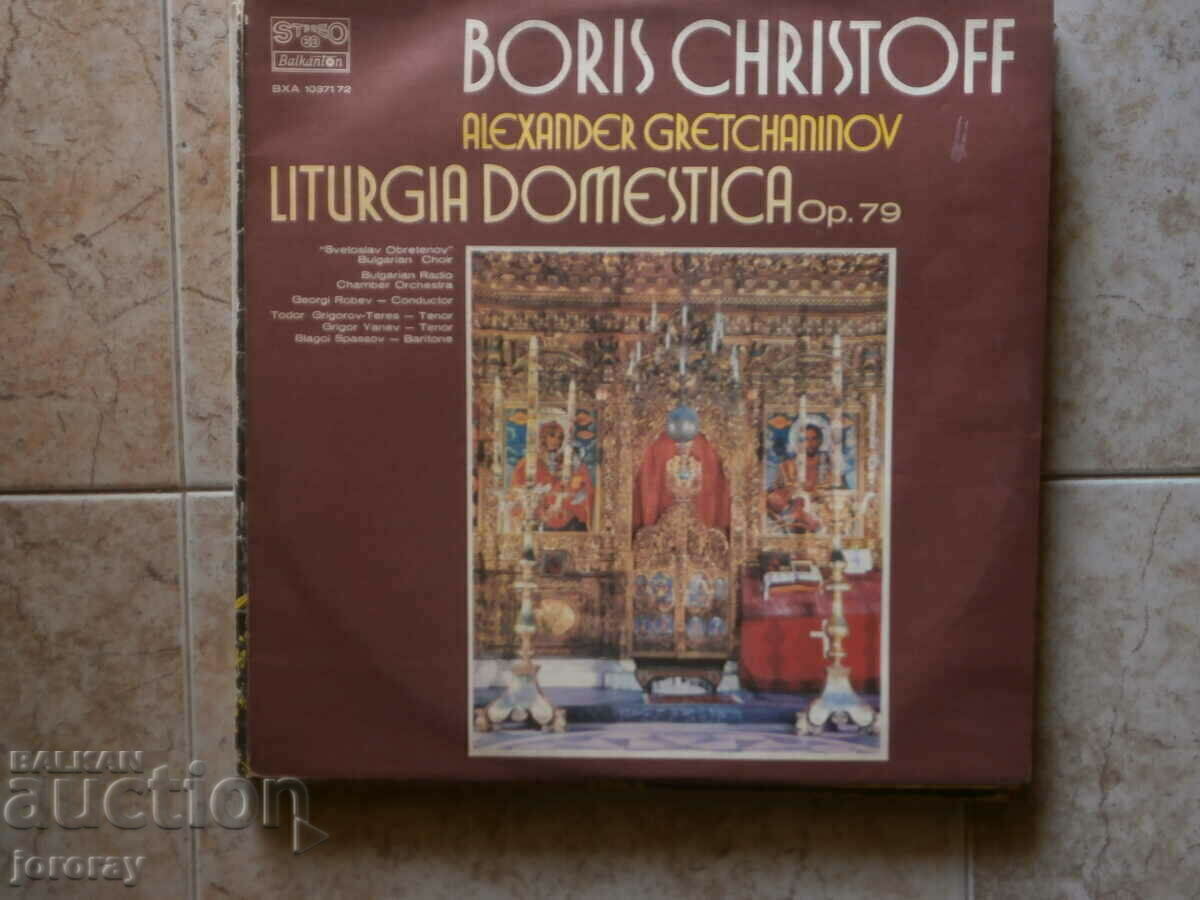 STEREO
Balkanton
BXA 1037172
BORIS CHRISTOFF
ALEXANDER GRETCHANINOV
LITURGIA DOMESTICA Op. 79
"Svetoslav Obretenov"
Bulgarian Choir
Bulgarian Radio
Chamber Orchestra
Georgi Robev – Conductor
Todor Grigorov-Teres – Tenor
Grigor Yanev – Tenor
Blagoi Spassov – Baritone
BALKAN
auction
jororay